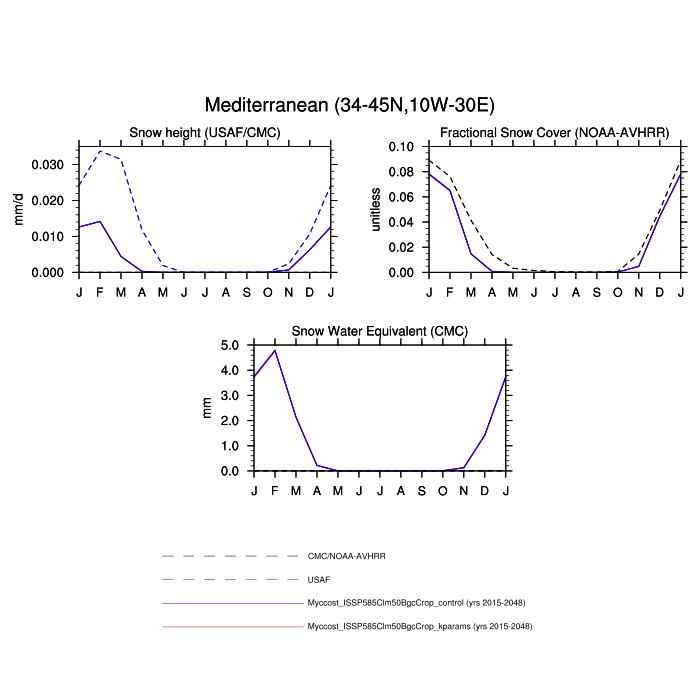 Mediterranean (34-45N,10W-30E)
Snow height (USAF/CMC)
mm/d
0.030
0.020
0.010
0.000
J F M A M J J A S O N D J
Fractional Snow Cover (NOAA-AVHRR)
unitless
0.10
0.08
0.06
0.04
0.02
0.00
J F M A M J J A S O N D J
Snow Water Equivalent (CMC)
mm
5.0
4.0
3.0
2.0
1.0
0.0
J F M A M J J A S O N D J
CMC/NOAA-AVHRR
USAF
Myccost_ISSP585Clm50BgcCrop_control (yrs 2015-2048)
Myccost_ISSP585Clm50BgcCrop_kparams (yrs 2015-2048)